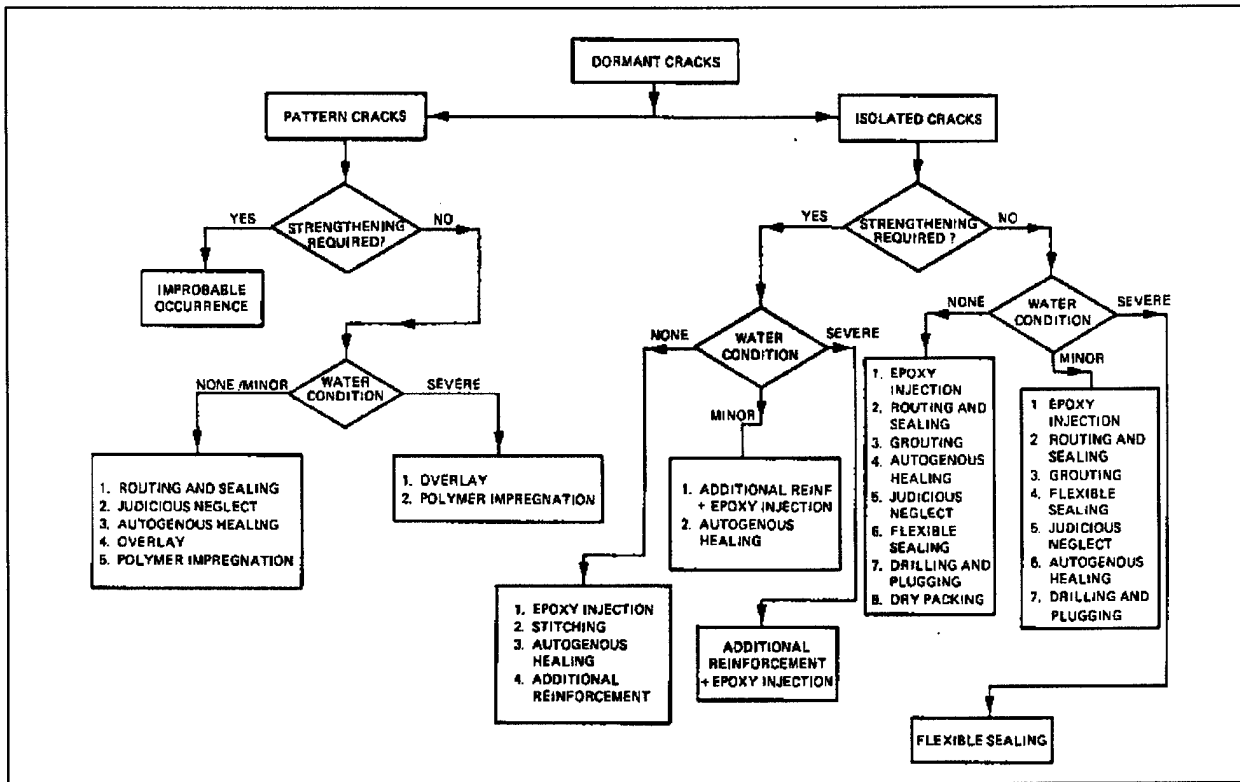 DORMANT CRACKS
PATTERN CRACKS
ISOLATED CRACKS
YES
STRENGTHENING
REQUIRED?
NO
YES
STRENGTHENING
REQUIRED ?
NO
IMPROBABLE
OCCURRENCE
NONE
WATER
CONDITION
SEVERE
NONE
WATER
CONDITION
SEVERE
MINOR
NONE/MINOR
WATER
CONDITION
SEVERE
MINOR
1. ROUTING AND SEALING
2. JUDICIOUS NEGLECT
3. AUTOGENOUS HEALING
4. OVERLAY
5. POLYMER IMPREGNATION
1. OVERLAY
2. POLYMER IMPREGNATION
1. ADDITIONAL REINF
+ EPOXY INJECTION
2. AUTOGENOUS
HEALING
1. EPOXY
INJECTION
2. ROUTING AND
SEALING
3. GROUTING
4. AUTOGENOUS
HEALING
5. JUDICIOUS
NEGLECT
6. FLEXIBLE
SEALING
7. DRILLING AND
PLUGGING
8. DRY PACKING
1 EPOXY
INJECTION
2 ROUTING AND
SEALING
3. GROUTING
4. FLEXIBLE
SEALING
5. JUDICIOUS
NEGLECT
6. AUTOGENOUS
HEALING
7. DRILLING AND
PLUGGING
1. EPOXY INJECTION
2. STITCHING
3. AUTOGENOUS
HEALING
4. ADDITIONAL
REINFORCEMENT
ADDITIONAL
REINFORCEMENT
+ EPOXY INJECTION
FLEXIBLE SEALING